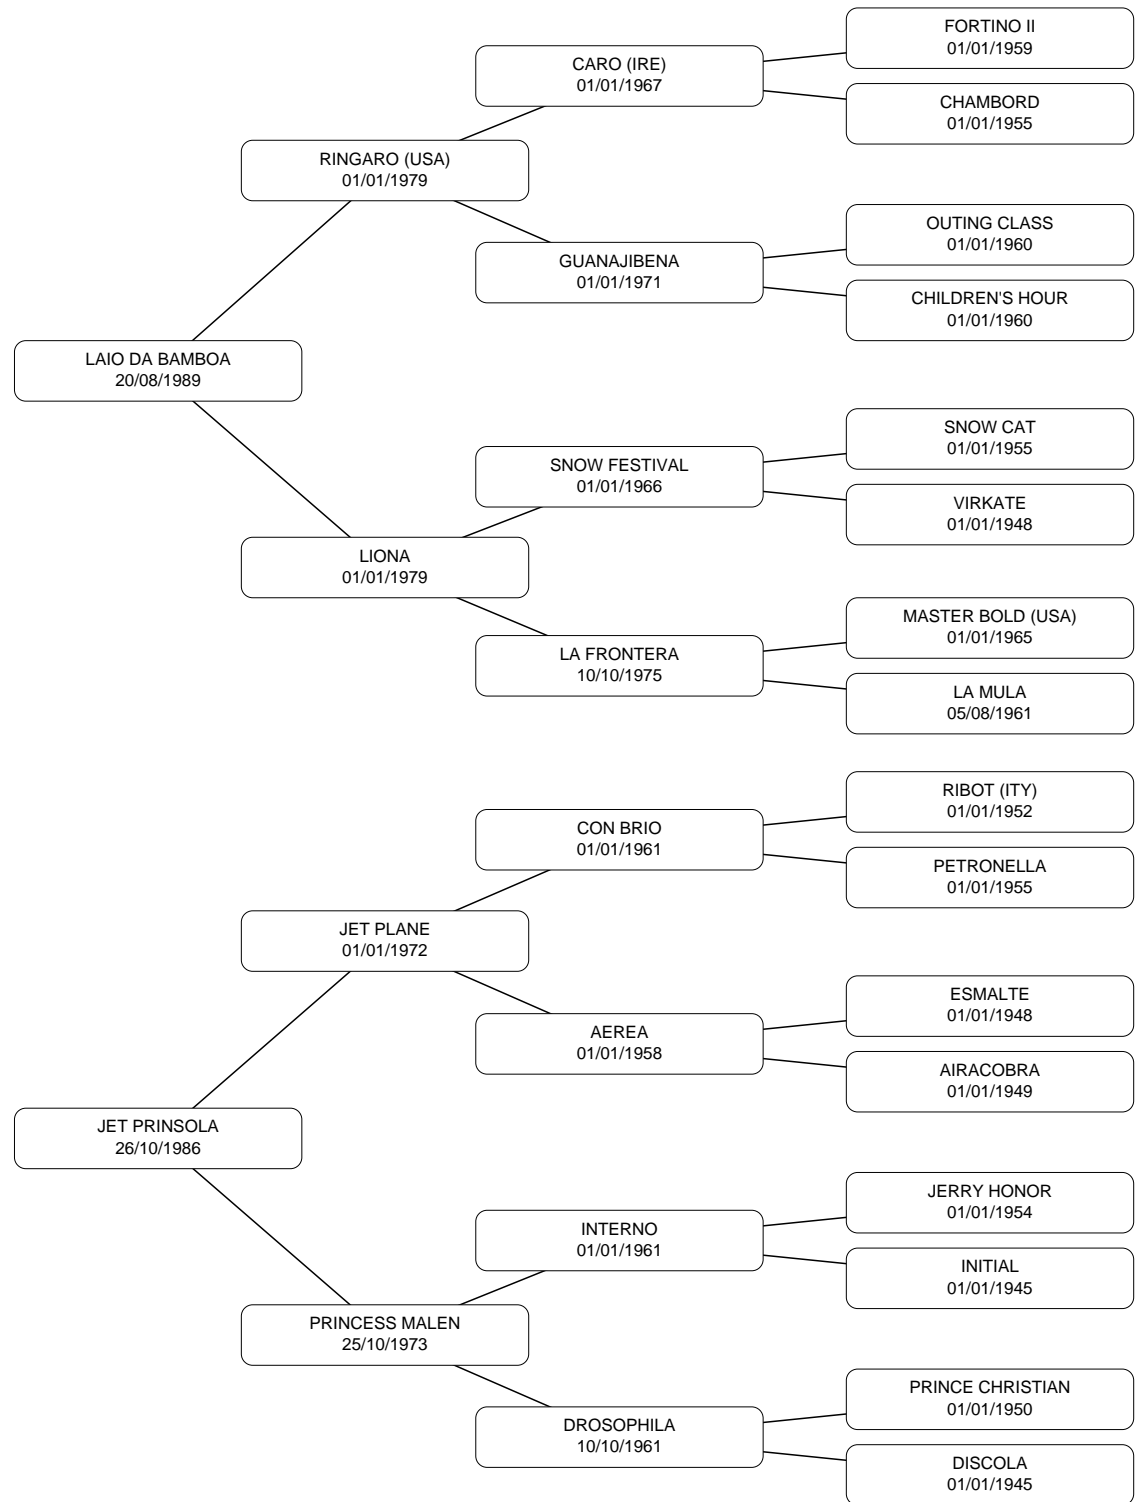 FORTINO II
01/01/1959
CARO (IRE)
01/01/1967
CHAMBORD
01/01/1955
RINGARO (USA)
01/01/1979
OUTING CLASS
01/01/1960
GUANAJIBENA
01/01/1971
CHILDREN'S HOUR
01/01/1960
LAIO DA BAMBOA
20/08/1989
SNOW CAT
01/01/1955
SNOW FESTIVAL
01/01/1966
VIRKATE
01/01/1948
LIONA
01/01/1979
MASTER BOLD (USA)
01/01/1965
LA FRONTERA
10/10/1975
LA MULA
05/08/1961
RIBOT (ITY)
01/01/1952
CON BRIO
01/01/1961
PETRONELLA
01/01/1955
JET PLANE
01/01/1972
ESMALTE
01/01/1948
AEREA
01/01/1958
AIRACOBRA
01/01/1949
JET PRINSOLA
26/10/1986
JERRY HONOR
01/01/1954
INTERNO
01/01/1961
INITIAL
01/01/1945
PRINCESS MALEN
25/10/1973
PRINCE CHRISTIAN
01/01/1950
DROSOPHILA
10/10/1961
DISCOLA
01/01/1945